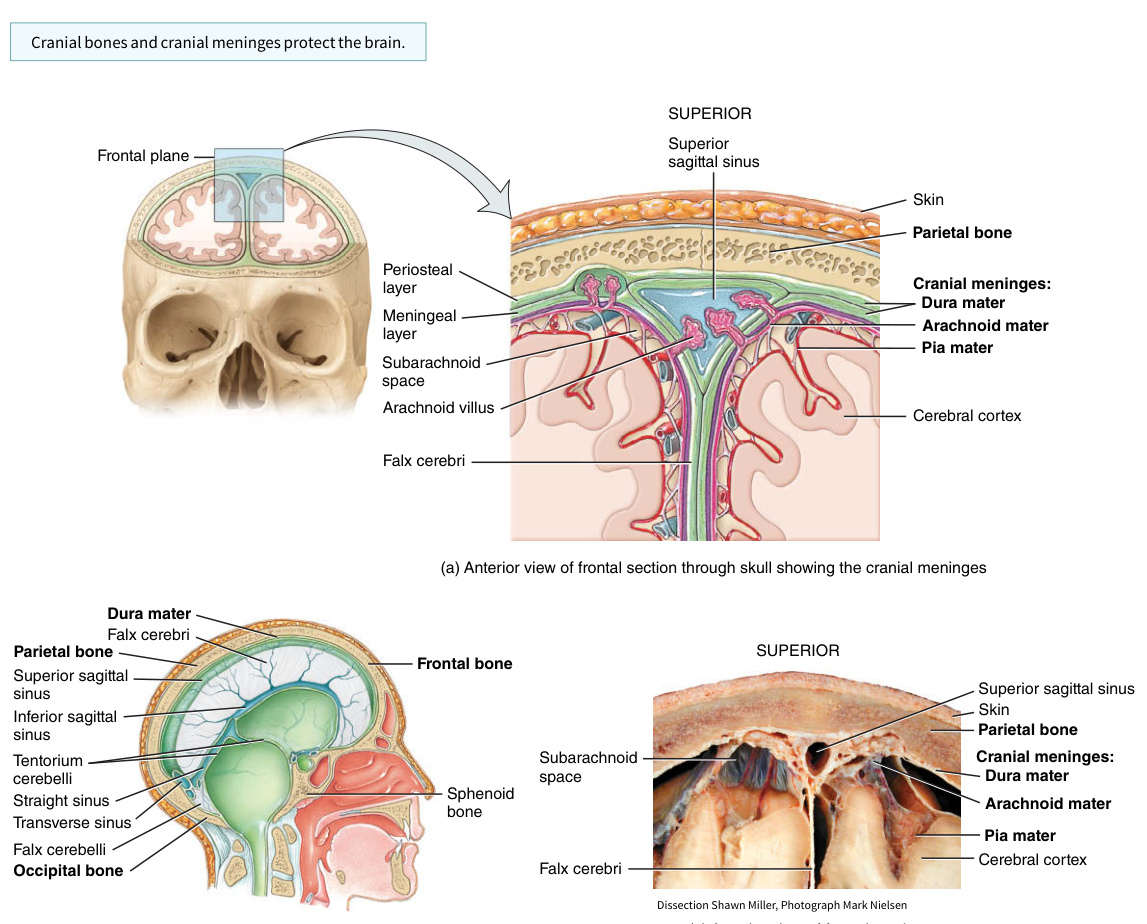 Cranial bones and cranial meninges protect the brain.
SUPERIOR
Superior
sagittal sinus
Frontal plane
Skin
Parietal bone
Periosteal
layer
Meningeal
layer
Subarachnoid
space
Arachnoid villus
Falx cerebri
Cranial meninges:
Dura mater
Arachnoid mater
Pia mater
Cerebral cortex
(a) Anterior view of frontal section through skull showing the cranial meninges
Dura mater
Falx cerebri
Parietal bone
Superior sagittal
sinus
Inferior sagittal
sinus
Tentorium
cerebelli
Straight sinus
Transverse sinus
Falx cerebelli
Occipital bone
Frontal bone
Sphenoid
bone
SUPERIOR
Subarachnoid
space
Falx cerebri
Superior sagittal sinus
Skin
Parietal bone
Cranial meninges:
Dura mater
Arachnoid mater
Pia mater
Cerebral cortex
Dissection Shawn Miller, Photograph Mark Nielsen